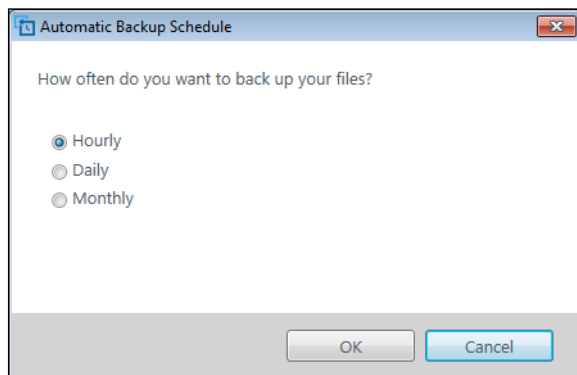 Automatic Backup Schedule
How often do you want to back up your files?
Hourly
Daily
Monthly
OK Cancel